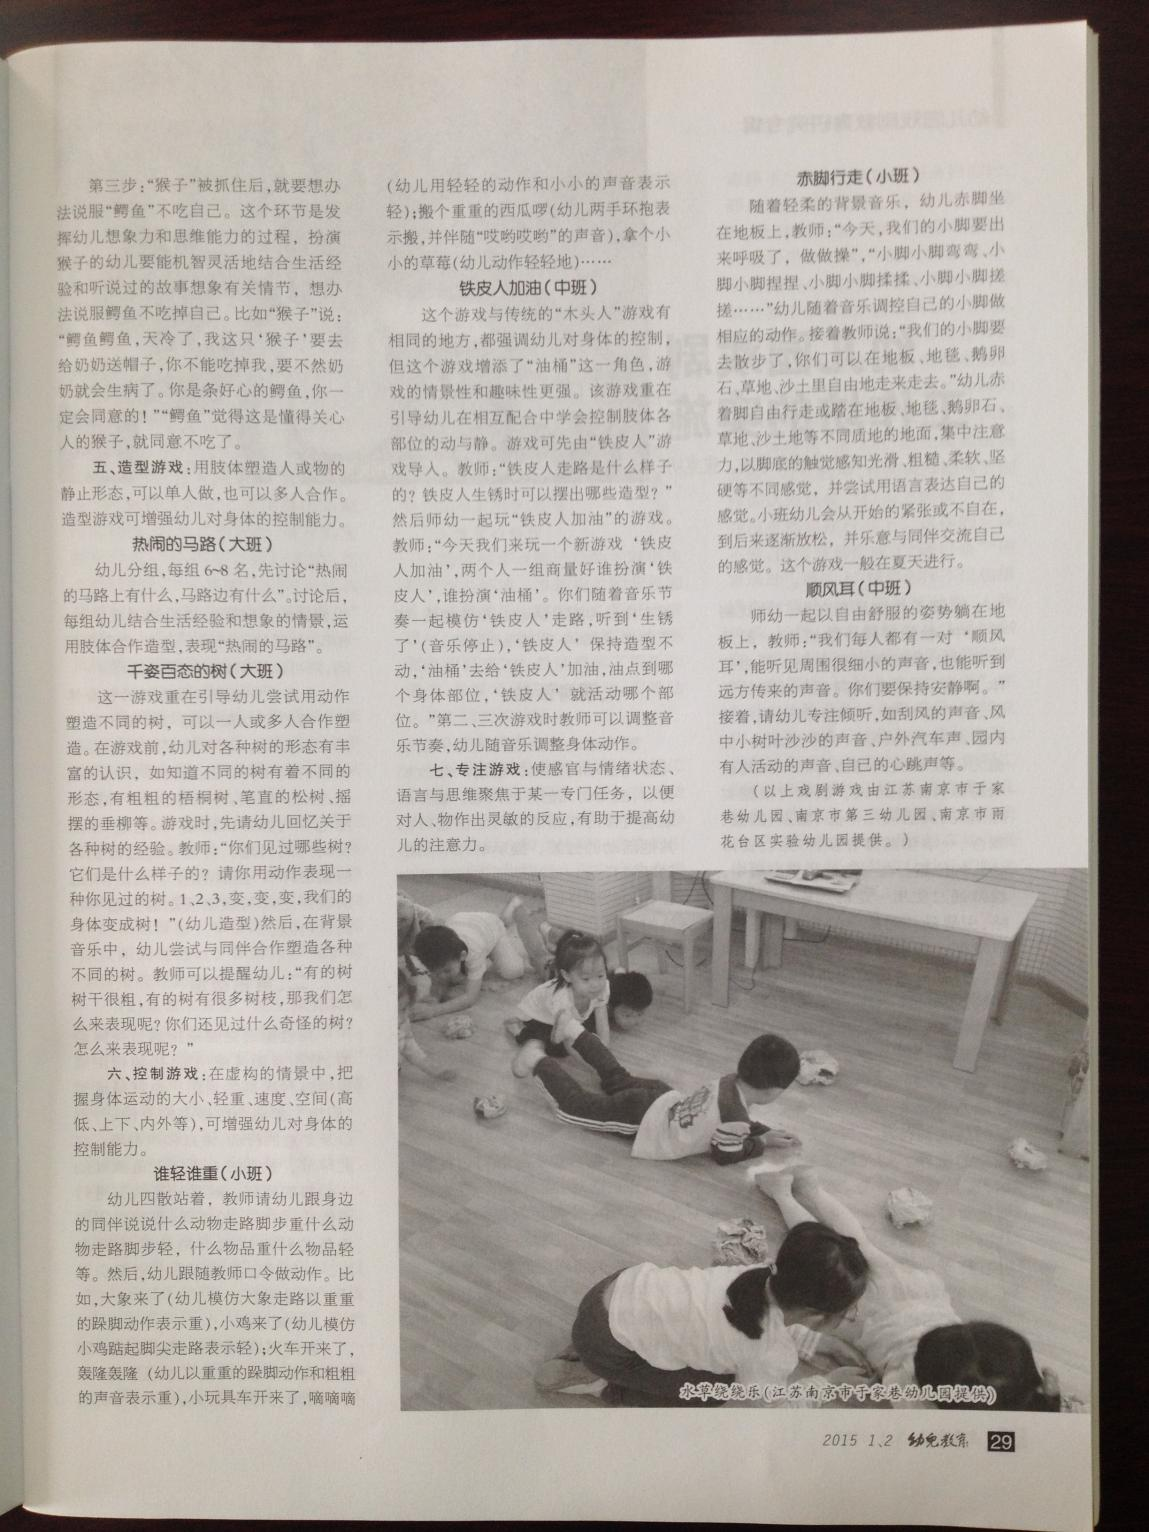 第三步：“猴子”被抓住后，就要想办
法说服“鳄鱼”不吃自己。这个环节是发
挥幼儿想象力和思维能力的过程，扮演
猴子的幼儿要能机智灵活地结合生活经
验和听说过的故事想象有关情节，想办
法说服鳄鱼不吃掉自己。比如“猴子”说：
“鳄鱼鳄鱼，天冷了，我这只‘猴子’要去
给奶奶送帽子，你不能吃掉我，要不然奶
奶就会生病了。你是条好心的鳄鱼，你一
定会同意的！”“鳄鱼”觉得这是懂得关心
人的猴子，就同意不吃了。
五、造型游戏：用肢体塑造人或物的
静止形态，可以单人做，也可以多人合作。
造型游戏可增强幼儿对身体的控制能力。
热闹的马路（大班）
幼儿分组，每组 6~8 名，先讨论“热闹
的马路上有什么，马路边有什么”。讨论后，
每组幼儿结合生活经验和想象的情景，运
用肢体合作造型，表现“热闹的马路”。
千姿百态的树（大班）
这一游戏重在引导幼儿尝试用动作
塑造不同的树，可以一人或多人合作塑
造。在游戏前，幼儿对各种树的形态有丰
富的认识，如知道不同的树有着不同的
形态，有粗粗的梧桐树、笔直的松树、摇
摆的垂柳等。游戏时，先请幼儿回忆关于
各种树的经验。教师：“你们见过哪些树？
它们是什么样子的？请你用动作表现一
种你见过的树。1、2、3，变，变，变，我们的
身体变成树！”（幼儿造型）然后，在背景
音乐中，幼儿尝试与同伴合作塑造各种
不同的树。教师可以提醒幼儿：“有的树
树干很粗，有的树有很多树枝，那我们怎
么来表现呢？你们还见过什么奇怪的树？
怎么来表现呢？”
六、控制游戏：在虚构的情景中，把
握身体运动的大小、轻重、速度、空间（高
低、上下、内外等），可增强幼儿对身体的
控制能力。
谁轻谁重（小班）
幼儿四散站着，教师请幼儿跟身边
的同伴说说什么动物走路脚步重什么动
物走路脚步轻，什么物品重什么物品轻
等。然后，幼儿跟随教师口令做动作。比
如，大象来了（幼儿模仿大象走路以重重
的跺脚动作表示重），小鸡来了（幼儿模仿
小鸡踮起脚尖走路表示轻）；火车开来了，
轰隆轰隆（幼儿以重重的跺脚动作和粗粗
的声音表示重），小玩具车开来了，嘀嘀嘀
（幼儿用轻轻的动作和小小的声音表示
轻）；搬个重重的西瓜啰（幼儿两手环抱表
示搬，并伴随“哎哟哎哟”的声音），拿个小
小的草莓（幼儿动作轻轻地）……
铁皮人加油（中班）
这个游戏与传统的“木头人”游戏有
相同的地方，都强调幼儿对身体的控制，
但这个游戏增添了“油桶”这一角色，游
戏的情景性和趣味性更强。该游戏重在
引导幼儿在相互配合中学会控制肢体各
部位的动与静。游戏可先由“铁皮人”游
戏导入。教师：“铁皮人走路是什么样子
的？铁皮人生锈时可以摆出哪些造型？”
然后师幼一起玩“铁皮人加油”的游戏。
教师：“今天我们来玩一个新游戏‘铁皮
人加油’，两个人一组商量好谁扮演‘铁
皮人’，谁扮演‘油桶’。你们随着音乐节
奏一起模仿‘铁皮人’走路，听到‘生锈
了’（音乐停止），‘铁皮人’保持造型不
动，‘油桶’去给‘铁皮人’加油，油点到哪
个身体部位，‘铁皮人’就活动哪个部
位。”第二、三次游戏时教师可以调整音
乐节奏，幼儿随音乐调整身体动作。
七、专注游戏：使感官与情绪状态、
语言与思维聚焦于某一专门任务，以便
对人、物作出灵敏的反应，有助于提高幼
儿的注意力。
赤脚行走（小班）
随着轻柔的背景音乐，幼儿赤脚坐
在地板上，教师：“今天，我们的小脚要出
来呼吸了，做做操”，“小脚小脚弯弯、小
脚小脚捏捏、小脚小脚揉揉、小脚小脚搓
搓……”幼儿随着音乐调控自己的小脚做
相应的动作。接着教师说：“我们的小脚要
去散步了，你们可以在地板、地毯、鹅卵
石、草地、沙土里自由地走来走去。”幼儿赤
着脚自由行走或踏在地板、地毯、鹅卵石、
草地、沙土地等不同质地的地面，集中注意
力，以脚底的触觉感知光滑、粗糙、柔软、坚
硬等不同感觉，并尝试用语言表达自己的
感觉。小班幼儿会从开始的紧张或不自在，
到后来逐渐放松，并乐意与同伴交流自己
的感觉。这个游戏一般在夏天进行。
顺风耳（中班）
师幼一起以自由舒服的姿势躺在地
板上，教师：“我们每人都有一对‘顺风
耳’，能听见周围很细小的声音，也能听到
远方传来的声音。你们要保持安静啊。”
接着，请幼儿专注倾听，如刮风的声音、风
中小树叶沙沙的声音、户外汽车声、园内
有人活动的声音、自己的心跳声等。
（以上戏剧游戏由江苏南京市于家
巷幼儿园、南京市第三幼儿园、南京市雨
花台区实验幼儿园提供。）
水草绕绕乐（江苏南京市于家巷幼儿园提供）
2015 1、2 幼儿教育 29